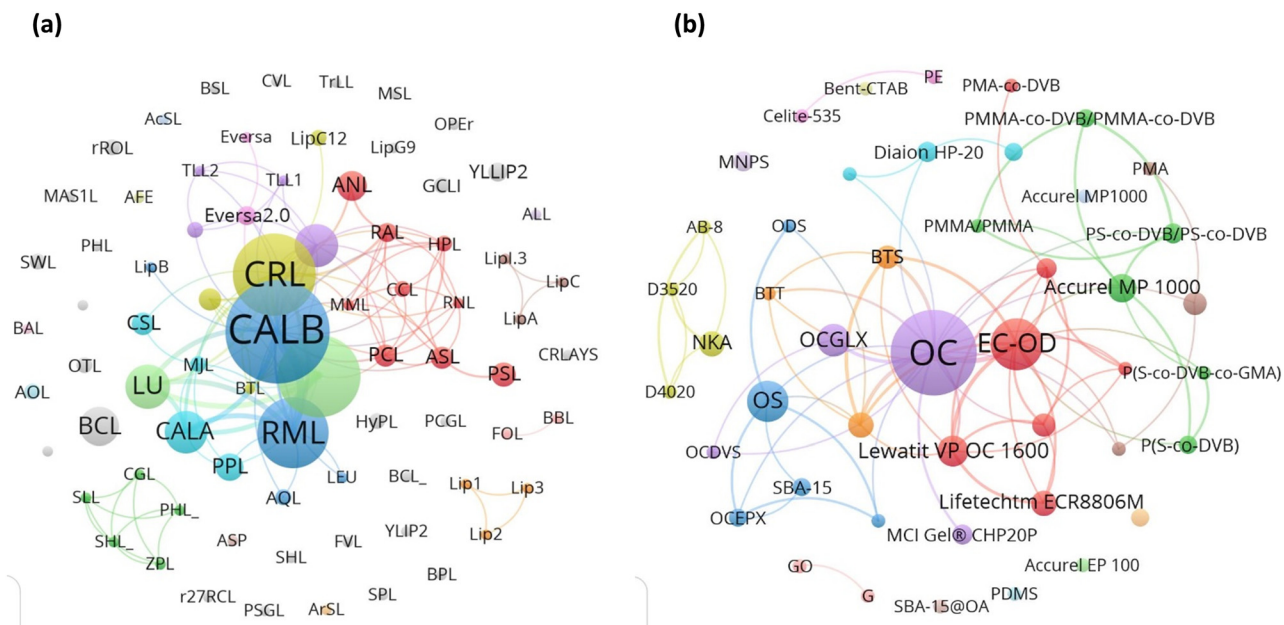 (a)
CVL
TrLL
BSL
MSL
AcSL
OPEr
Eversa
LipC12
rROL
LipG9
TLL2
YLLIP2
TLL1
ANL
GCLI
MAS1L
AFE
Eversa2.0
ALL
RAL
HPL
PHL
SWL
LipB
CRL
LipI.3
LipC
CCL
MML
RNL
LipA
BAL
CSL
CALB
CRLAYS
PCL
ASL
OTL
MJL
PSL
AOL
LU
BTL
BCL
CALA
RML
HyPL
PCGL
BBL
FOL
PPL
CGL
LEU
BCL_
Lip1
Lip3
SLL
AQL
PHL_
Lip2
SHL_
ASP
FVL
YLIP2
ZPL
SHL
BPL
r27RCL
SPL
PSGL
ArSL
(b)
PE
Bent-CTAB
PMA-co-DVB
Celite-535
PMMA-co-DVB/PMMA-co-DVB
MNPS
Diaion HP-20
PMA
Accurel MP1000
AB-8
ODS
PMMA/PMMA
PS-co-DVB/PS-co-DVB
BTS
D3520
BTT
Accurel MP 1000
NKA
OCGLX
OC
EC-OD
D4020
OS
P(S-co-DVB-co-GMA)
OCDVS
Lewatit VP OC 1600
P(S-co-DVB)
SBA-15
Lifetechtm ECR8806M
OCEPX
MCI Gel® CHP20P
GO
Accurel EP 100
G
SBA-15@OA
PDMS